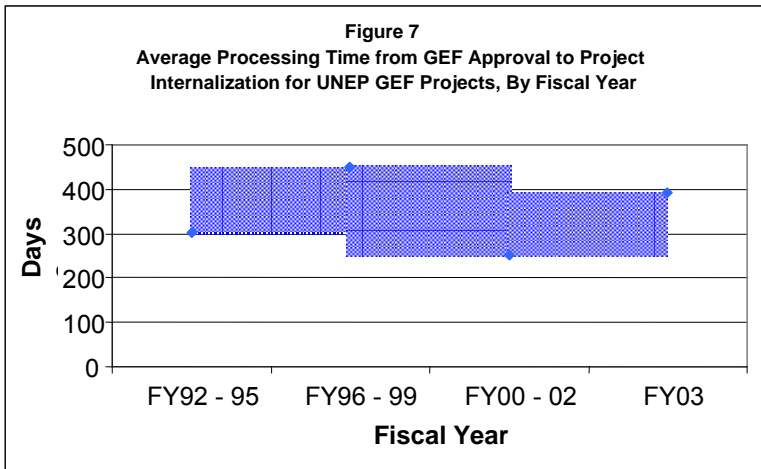 Figure 7
Average Processing Time from GEF Approval to Project
Internalization for UNEP GEF Projects, By Fiscal Year
500
400
300
200
100
0
Days
FY92 - 95 FY96 - 99 FY00 - 02 FY03
Fiscal Year